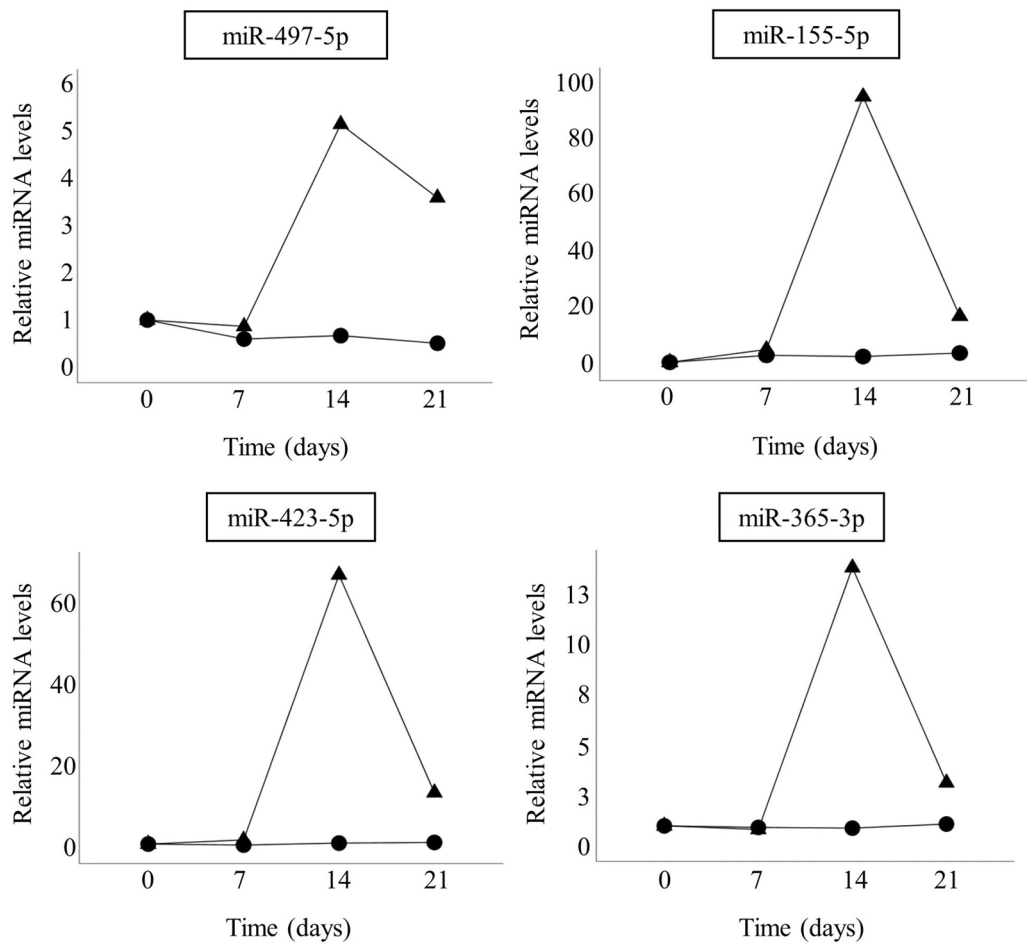 miR-497-5p
Relative miRNA levels
6
5
4
3
2
1
0
0 7 14 21
Time (days)
miR-155-5p
Relative miRNA levels
100
80
60
40
20
0
0 7 14 21
Time (days)
miR-423-5p
Relative miRNA levels
60
40
20
0
0 7 14 21
Time (days)
miR-365-3p
Relative miRNA levels
13
10
8
5
3
0
0 7 14 21
Time (days)